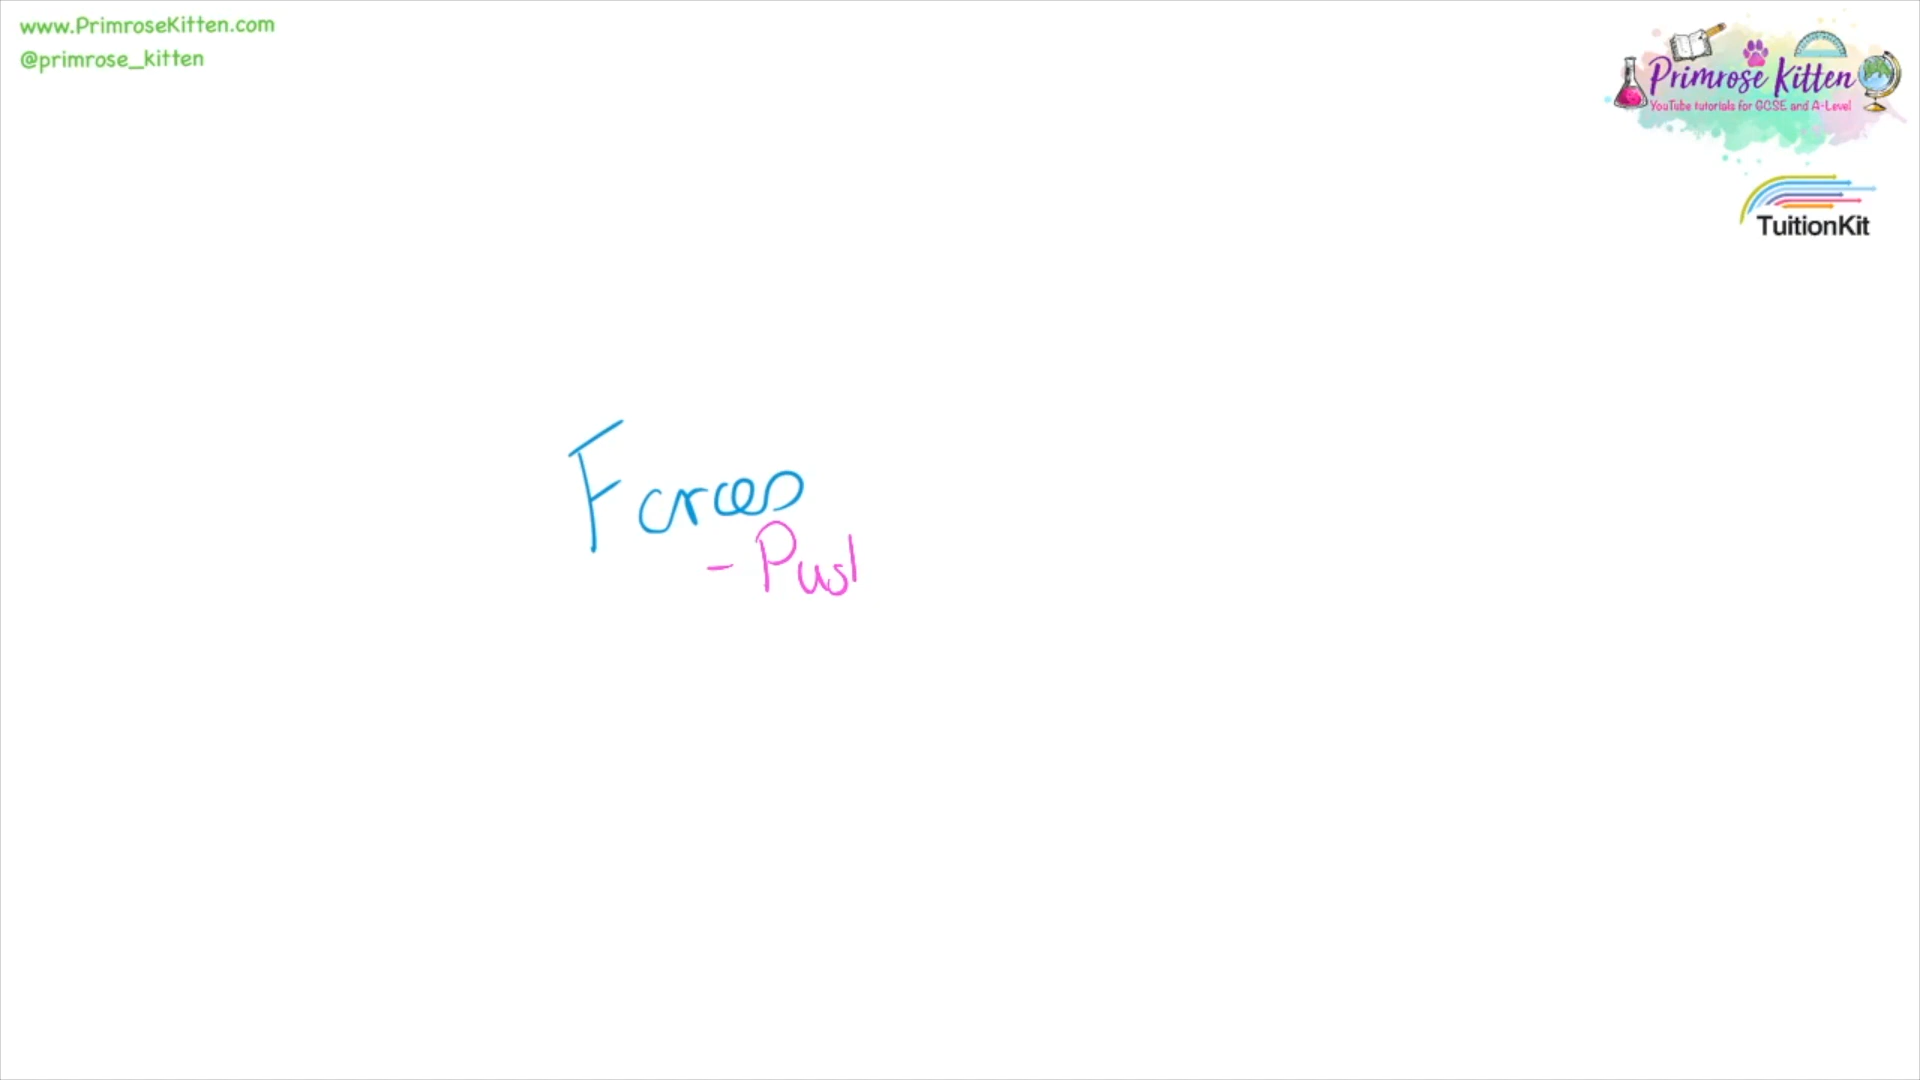 www.PrimroseKitten.com
@primrose_kitten
Primrose Kitten
YouTube tutorials for GCSE and A-Level
TuitionKit
Forces
- Pus